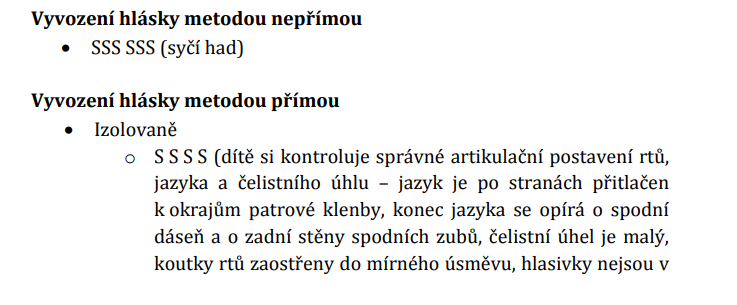 Vyvození hlásky metodou nepřímou
• SSS SSS (syčí had)
Vyvození hlásky metodou přímou
• Izolovaně
o S S S S (dítě si kontroluje správné artikulační postavení rtů,
jazyka a čelistního úhlu – jazyk je po stranách přitlačen
k okrajům patrové klenby, konec jazyka se opírá o spodní
dáseň a o zadní stěny spodních zubů, čelistní úhel je malý,
koutky rtů zaostřeny do mírného úsměvu, hlasivky nejsou v